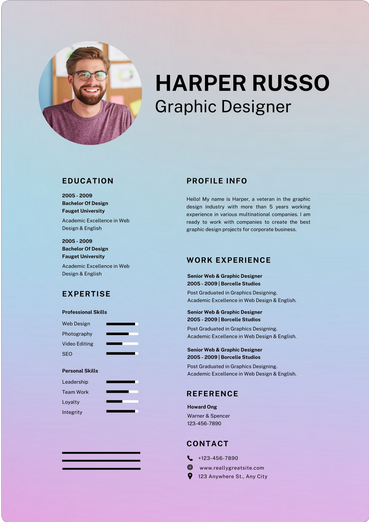 HARPER RUSSO
Graphic Designer
EDUCATION
2005 - 2009
Bachelor Of Design
Fauget University
Academic Excellence in Web
Design & English
2005 - 2009
Bachelor Of Design
Fauget University
Academic Excellence in Web
Design & English
EXPERTISE
Professional Skills
Web Design
Photography
Video Editing
SEO
Personal Skills
Leadership
Team Work
Loyalty
Integrity
PROFILE INFO
Hello! My name is Harper, a veteran in the graphic
design industry with more than 5 years working
experience in various multinational companies. I am
ready to work with companies to create the best
graphic design projects for corporate business.
WORK EXPERIENCE
Senior Web & Graphic Designer
2005 - 2009 | Borcelle Studios
Post Graduated in Graphics Designing.
Academic Excellence in Web Design & English.
Senior Web & Graphic Designer
2005 - 2009 | Borcelle Studios
Post Graduated in Graphics Designing.
Academic Excellence in Web Design & English.
Senior Web & Graphic Designer
2005 - 2009 | Borcelle Studios
Post Graduated in Graphics Designing.
Academic Excellence in Web Design & English.
REFERENCE
Howard Ong
Warner & Spencer
123-456-7890
CONTACT
+123-456-7890
www.reallygreatsite.com
123 Anywhere St., Any City